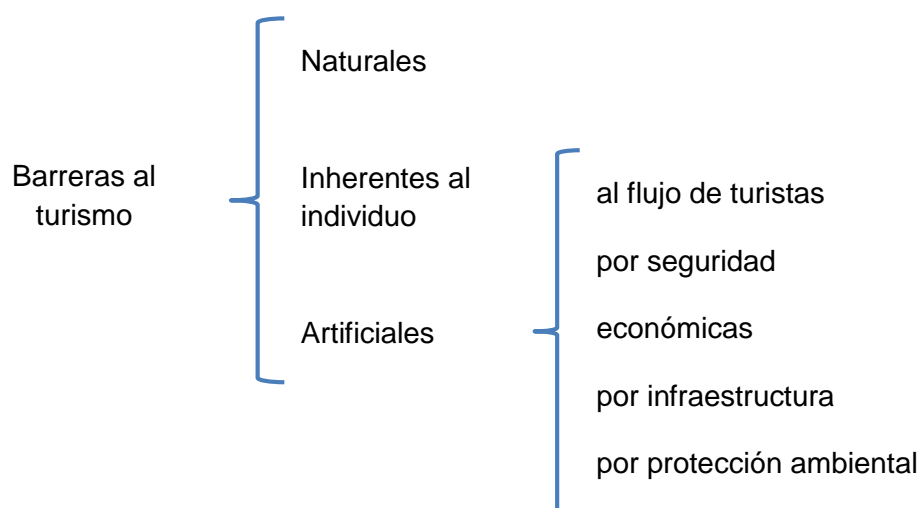 Barreras al
turismo
Naturales
Inherentes al
individuo
Artificiales
al flujo de turistas
por seguridad
económicas
por infraestructura
por protección ambiental